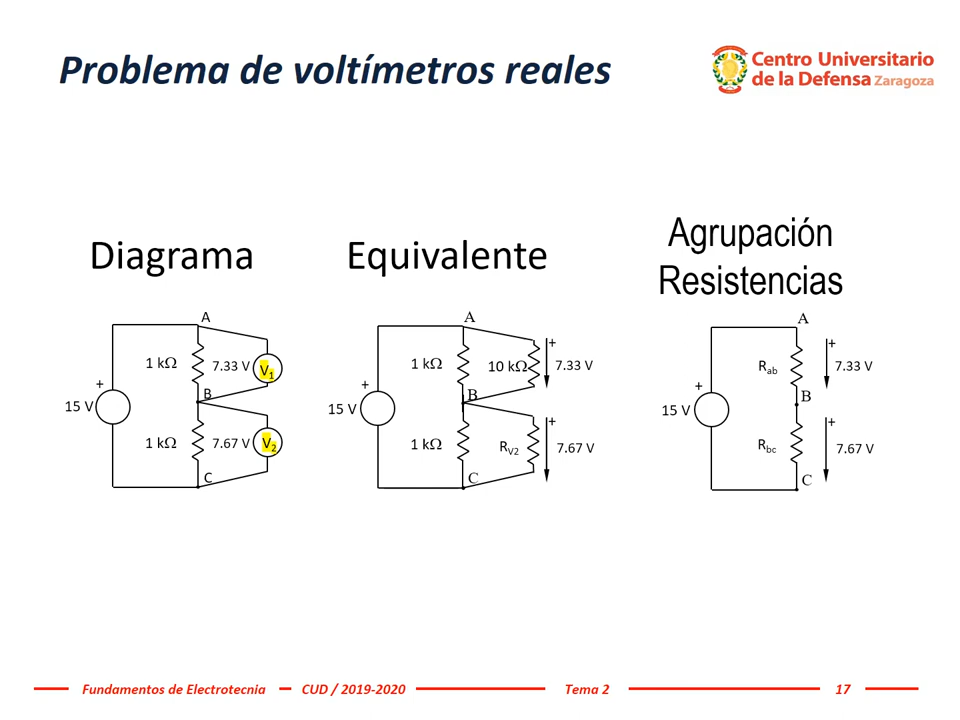 Problema de voltímetros reales
Centro Universitario
de la Defensa Zaragoza
Diagrama
Equivalente
Agrupación
Resistencias
A
1 kΩ
7.33 V
V1
+
B
15 V
1 kΩ
7.67 V
V2
C
A
+
1 kΩ
10 kΩ
7.33 V
+
B
15 V
+
1 kΩ
RV2
7.67 V
C
A
+
Rab
7.33 V
+
B
15 V
+
Rbc
7.67 V
C
Fundamentos de Electrotecnia
CUD / 2019-2020
Tema 2
17